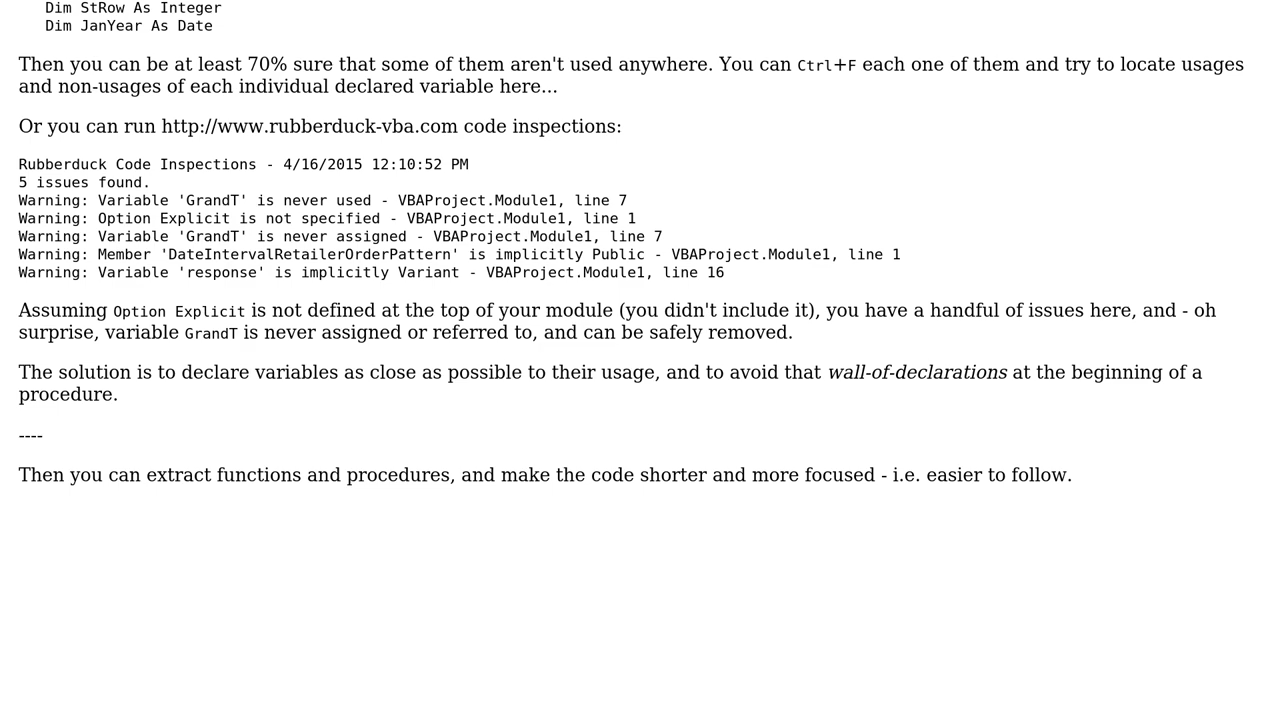 Dim StRow As Integer
Dim JanYear As Date
Then you can be at least 70% sure that some of them aren't used anywhere. You can Ctrl+F each one of them and try to locate usages
and non-usages of each individual declared variable here...
Or you can run http://www.rubberduck-vba.com code inspections:
Rubberduck Code Inspections - 4/16/2015 12:10:52 PM
5 issues found.
Warning: Variable 'GrandT' is never used - VBAProject.Module1, line 7
Warning: Option Explicit is not specified - VBAProject.Module1, line 1
Warning: Variable 'GrandT' is never assigned - VBAProject.Module1, line 7
Warning: Member 'DateIntervalRetailerOrderPattern' is implicitly Public - VBAProject.Module1, line 1
Warning: Variable 'response' is implicitly Variant - VBAProject.Module1, line 16
Assuming Option Explicit is not defined at the top of your module (you didn't include it), you have a handful of issues here, and - oh
surprise, variable GrandT is never assigned or referred to, and can be safely removed.
The solution is to declare variables as close as possible to their usage, and to avoid that wall-of-declarations at the beginning of a
procedure.
----
Then you can extract functions and procedures, and make the code shorter and more focused - i.e. easier to follow.